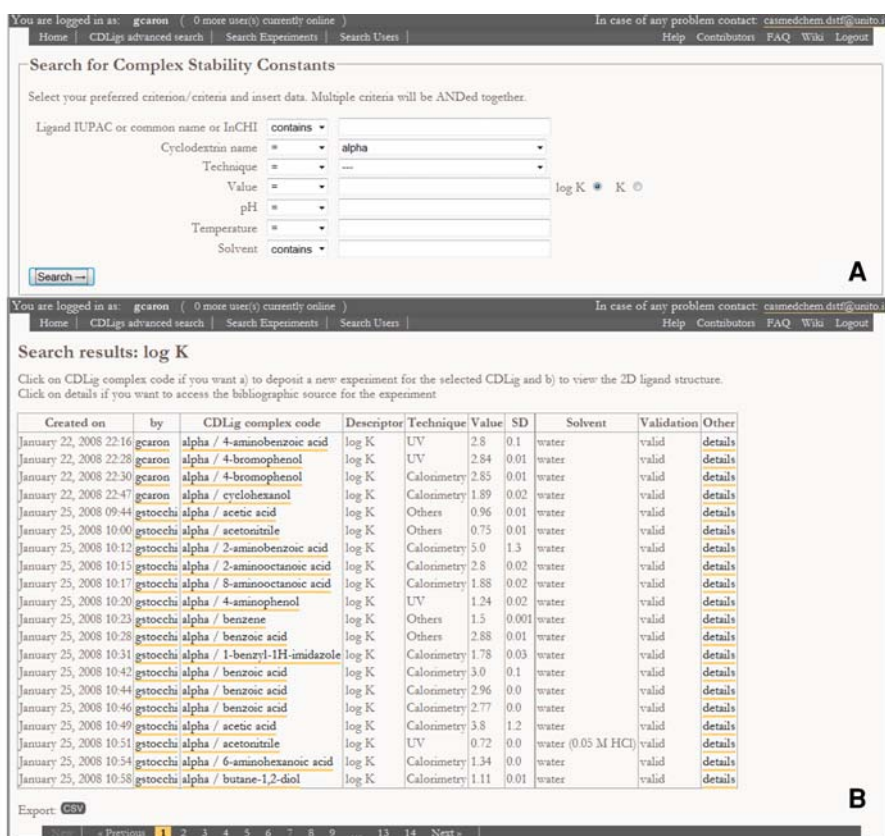 You are logged in as: gcaron ( 0 more user(s) currently online ) In case of any problem contact: casmedchem.dstf@unito.i
Home | CDLigs advanced search | Search Experiments | Search Users | Help Contributors FAQ Wiki Logout
Search for Complex Stability Constants
Select your preferred criterion/criteria and insert data. Multiple criteria will be ANDed together.
Ligand IUPAC or common name or InCHI contains
Cyclodextrin name = alpha
Technique = ---
Value = log K K
pH =
Temperature =
Solvent contains
Search →
A
You are logged in as: gcaron ( 0 more user(s) currently online ) In case of any problem contact: casmedchem.dstf@unito.i
Home | CDLigs advanced search | Search Experiments | Search Users | Help Contributors FAQ Wiki Logout
Search results: log K
Click on CDLig complex code if you want a) to deposit a new experiment for the selected CDLig and b) to view the 2D ligand structure.
Click on details if you want to access the bibliographic source for the experiment
Created on by CDLig complex code Descriptor Technique Value SD Solvent Validation Other
January 22, 2008 22:16 gcaron alpha / 4-aminobenzoic acid log K UV 2.8 0.1 water valid details
January 22, 2008 22:28 gcaron alpha / 4-bromophenol log K UV 2.84 0.01 water valid details
January 22, 2008 22:30 gcaron alpha / 4-bromophenol log K Calorimetry 2.85 0.01 water valid details
January 22, 2008 22:47 gcaron alpha / cyclohexanol log K Calorimetry 1.89 0.02 water valid details
January 25, 2008 09:44 gstocchi alpha / acetic acid log K Others 0.96 0.01 water valid details
January 25, 2008 10:00 gstocchi alpha / acetonitrile log K Others 0.75 0.01 water valid details
January 25, 2008 10:12 gstocchi alpha / 2-aminobenzoic acid log K Calorimetry 5.0 1.3 water valid details
January 25, 2008 10:15 gstocchi alpha / 2-aminooctanoic acid log K Calorimetry 2.8 0.02 water valid details
January 25, 2008 10:17 gstocchi alpha / 8-aminooctanoic acid log K Calorimetry 1.88 0.02 water valid details
January 25, 2008 10:20 gstocchi alpha / 4-aminophenol log K UV 1.24 0.02 water valid details
January 25, 2008 10:23 gstocchi alpha / benzene log K Others 1.5 0.001 water valid details
January 25, 2008 10:28 gstocchi alpha / benzoic acid log K Others 2.88 0.01 water valid details
January 25, 2008 10:31 gstocchi alpha / 1-benzyl-1H-imidazole log K Calorimetry 1.78 0.03 water valid details
January 25, 2008 10:42 gstocchi alpha / benzoic acid log K Calorimetry 3.0 0.1 water valid details
January 25, 2008 10:44 gstocchi alpha / benzoic acid log K Calorimetry 2.96 0.0 water valid details
January 25, 2008 10:46 gstocchi alpha / benzoic acid log K Calorimetry 2.77 0.0 water valid details
January 25, 2008 10:49 gstocchi alpha / acetic acid log K Calorimetry 3.8 1.2 water valid details
January 25, 2008 10:51 gstocchi alpha / acetonitrile log K UV 0.72 0.0 water (0.05 M HCl) valid details
January 25, 2008 10:54 gstocchi alpha / 6-aminohexanoic acid log K Calorimetry 1.34 0.0 water valid details
January 25, 2008 10:58 gstocchi alpha / butane-1,2-diol log K Calorimetry 1.11 0.01 water valid details
Export: CSV
B
New | « Previous 1 2 3 4 5 6 7 8 9 ... 13 14 Next » |